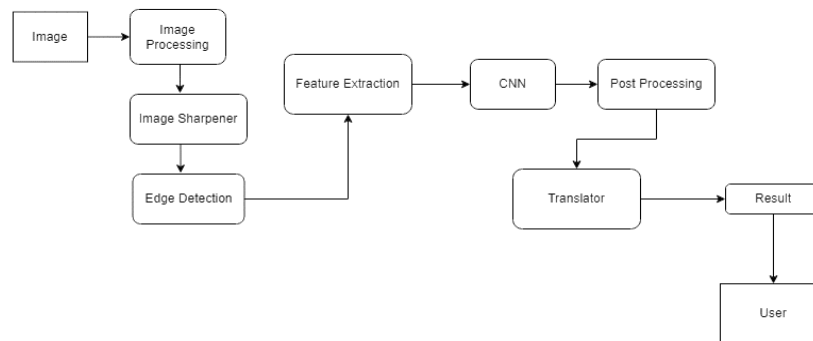 Image
Image
Processing
Image Sharpener
Edge Detection
Feature Extraction
CNN
Post Processing
Translator
Result
User